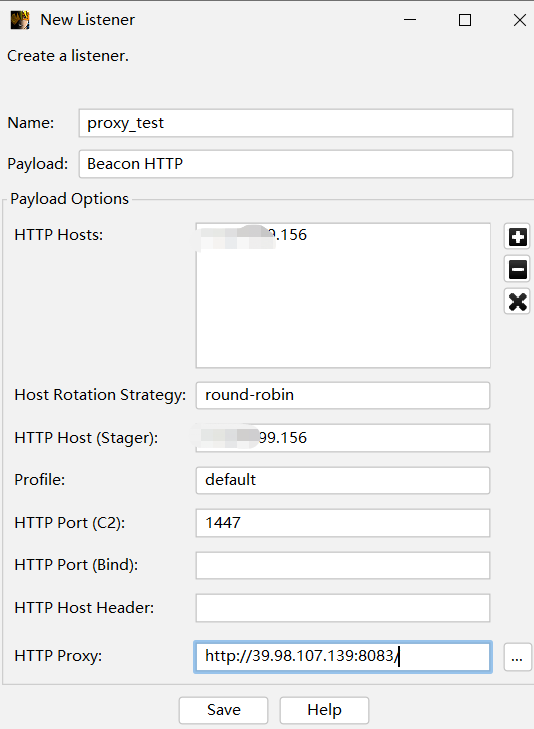 New Listener
Create a listener.
Name: proxy_test
Payload: Beacon HTTP
Payload Options
HTTP Hosts: 9.156
Host Rotation Strategy: round-robin
HTTP Host (Stager): 99.156
Profile: default
HTTP Port (C2): 1447
HTTP Port (Bind):
HTTP Host Header:
HTTP Proxy: http://39.98.107.139:8083/ ...
Save Help